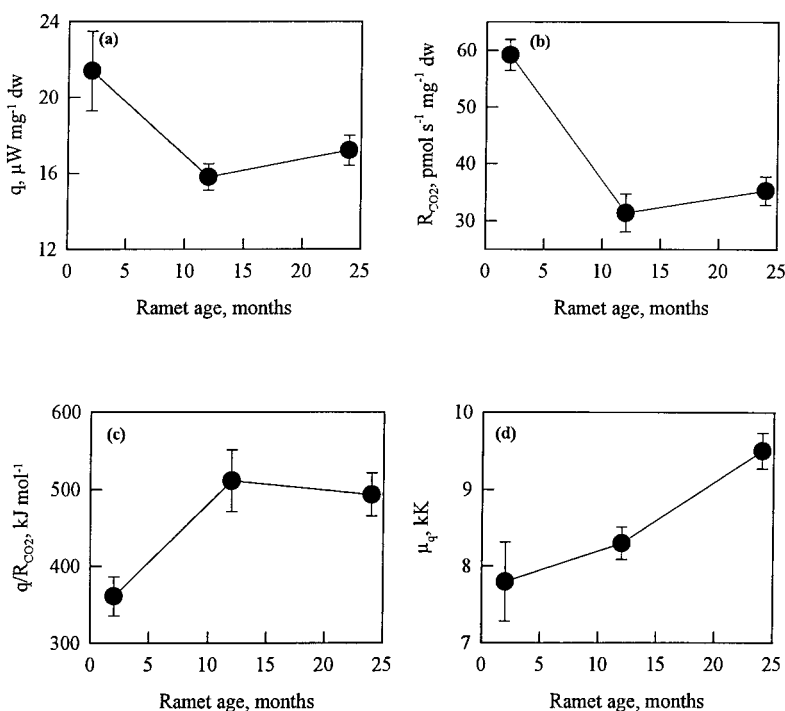 (a)
24
20
16
12
q, µW mg⁻¹ dw
0 5 10 15 20 25
Ramet age, months
(b)
60
50
40
30
R_CO2, pmol s⁻¹ mg⁻¹ dw
0 5 10 15 20 25
Ramet age, months
(c)
600
500
400
300
q/R_CO2, kJ mol⁻¹
0 5 10 15 20 25
Ramet age, months
(d)
10
9
8
7
µ_q, kK
0 5 10 15 20 25
Ramet age, months